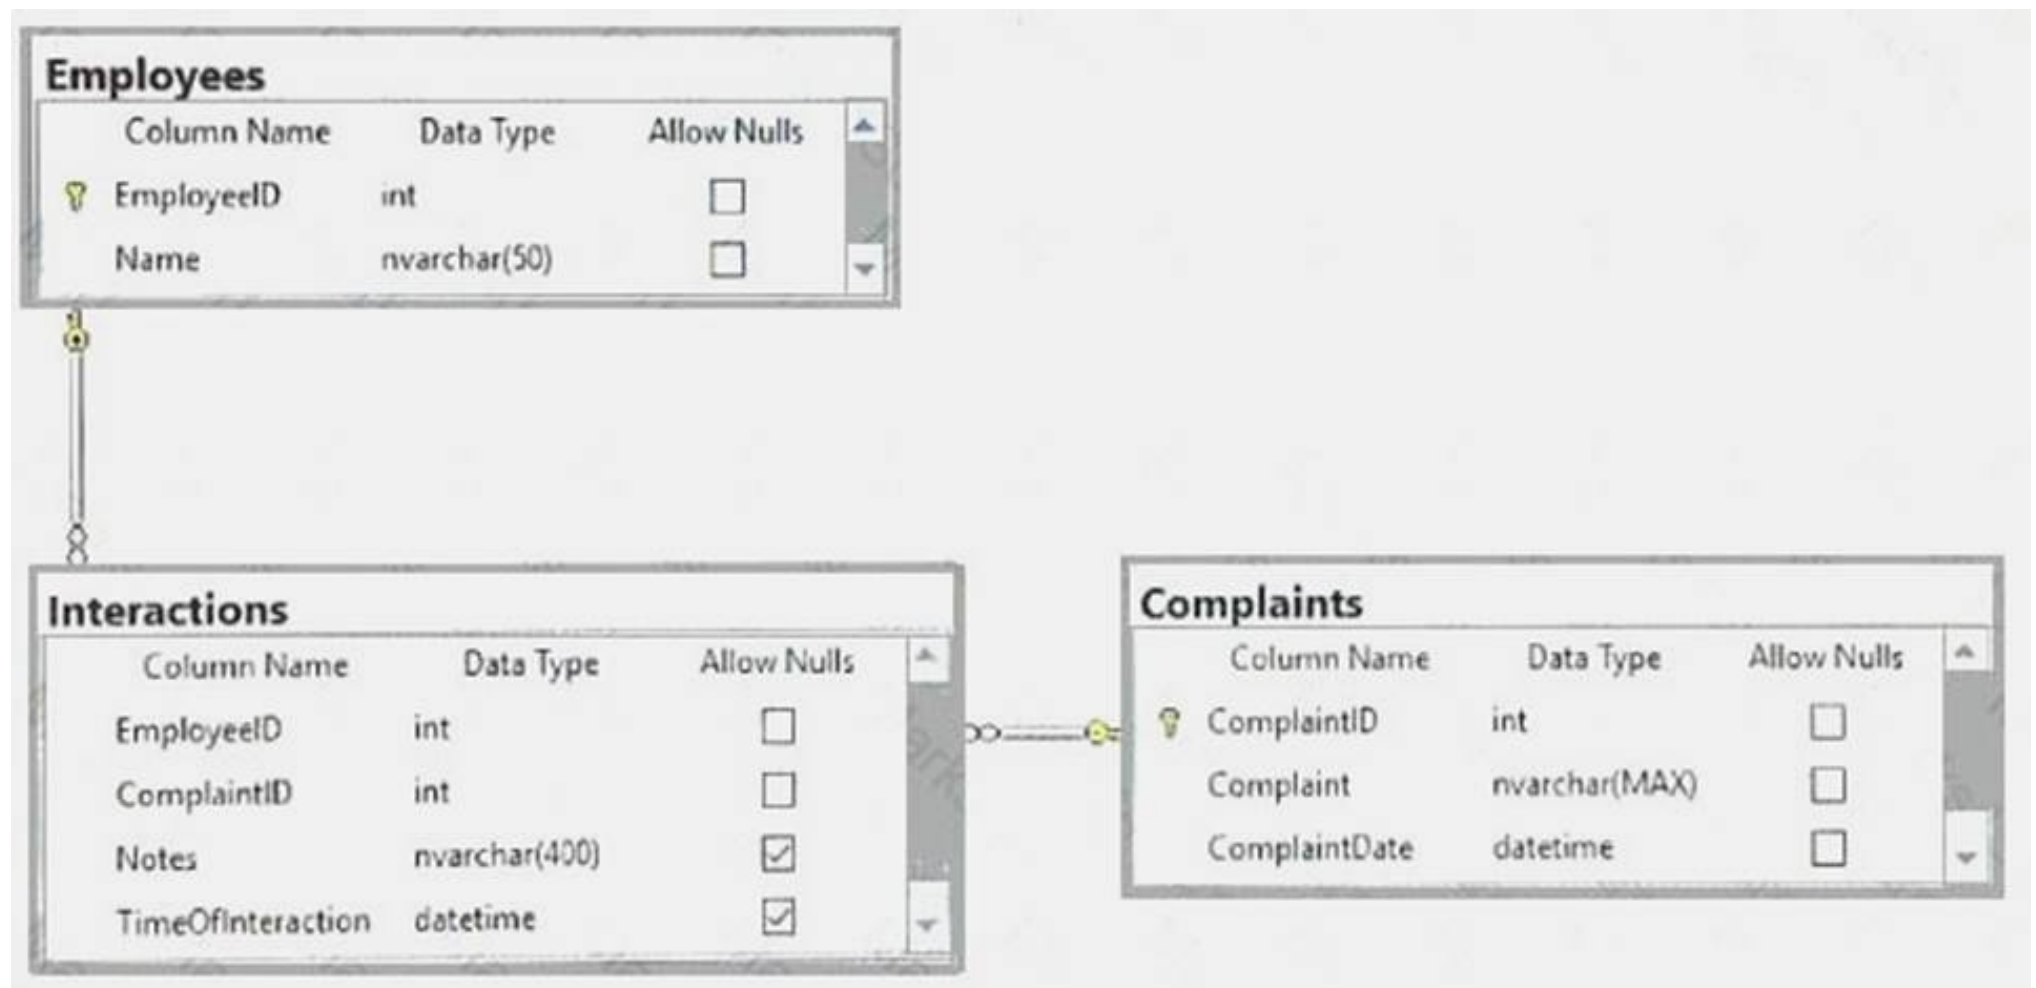 Employees
Column Name Data Type Allow Nulls
EmployeeID int
Name nvarchar(50)
Interactions
Column Name Data Type Allow Nulls
EmployeeID int
ComplaintID int
Notes nvarchar(400)
TimeOfInteraction datetime
Complaints
Column Name Data Type Allow Nulls
ComplaintID int
Complaint nvarchar(MAX)
ComplaintDate datetime